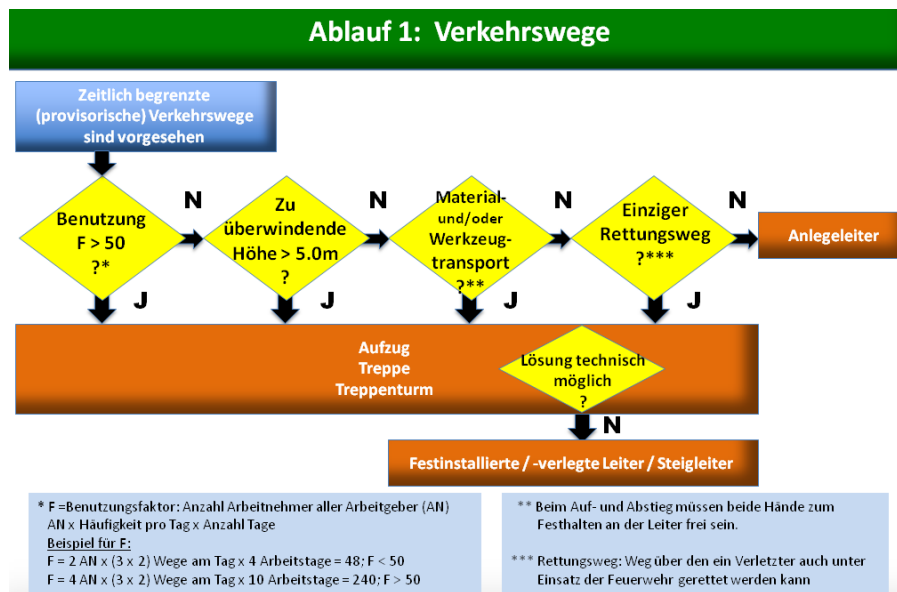 Ablauf 1: Verkehrswege
Zeitlich begrenzte
(provisorische) Verkehrswege
sind vorgesehen
Benutzung
F > 50
?*
N
J
Zu
überwindende
Höhe > 5.0m
?
N
J
Material-
und/oder
Werkzeug-
transport
?**
N
J
Einziger
Rettungsweg
?***
N
J
Anlegeleiter
Aufzug
Treppe
Treppenturm
Lösung technisch
möglich
?
N
Festinstallierte / -verlegte Leiter / Steigleiter
* F =Benutzungsfaktor: Anzahl Arbeitnehmer aller Arbeitgeber (AN)
AN x Häufigkeit pro Tag x Anzahl Tage
Beispiel für F:
F = 2 AN x (3 x 2) Wege am Tag x 4 Arbeitstage = 48; F < 50
F = 4 AN x (3 x 2) Wege am Tag x 10 Arbeitstage = 240; F > 50
** Beim Auf- und Abstieg müssen beide Hände zum
Festhalten an der Leiter frei sein.
*** Rettungsweg: Weg über den ein Verletzter auch unter
Einsatz der Feuerwehr gerettet werden kann